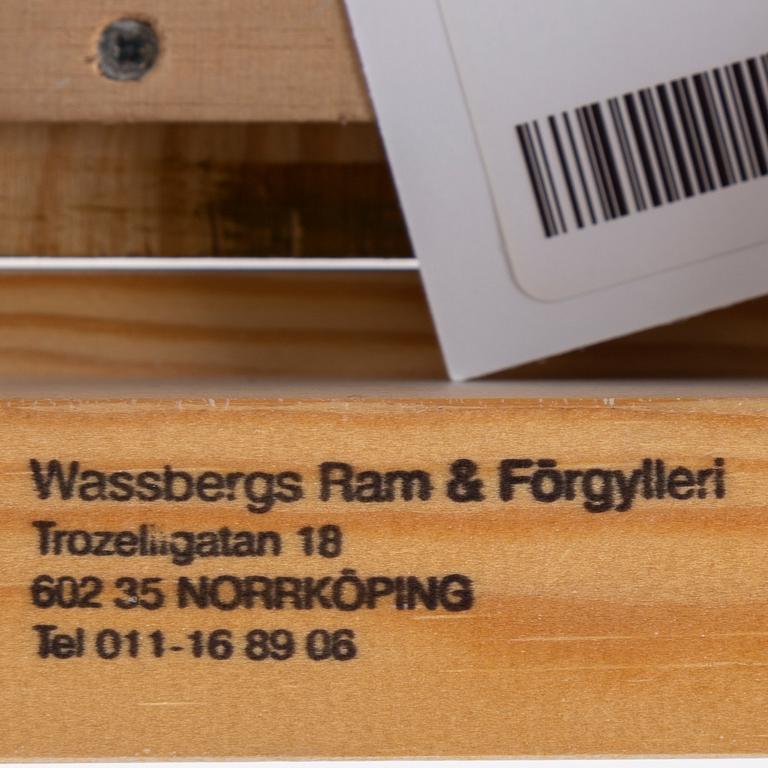 Wassbergs Ram & Förgylleri
Trozelligatan 18
602 35 NORRKÖPING
Tel 011-16 89 06